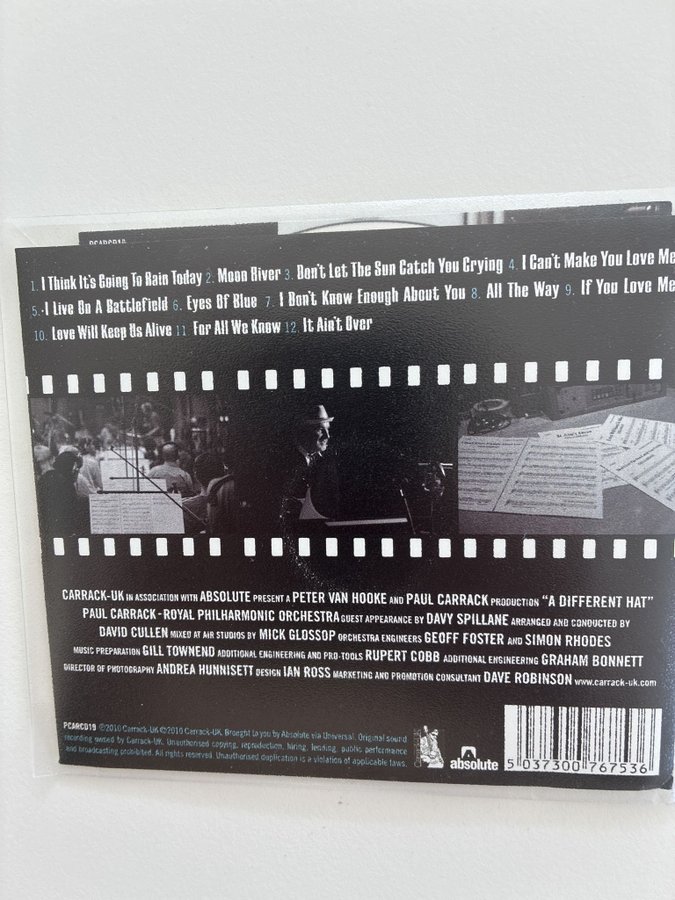 PCARCD19
1. I Think It's Going To Rain Today 2. Moon River 3. Don't Let The Sun Catch You Crying 4. I Can't Make You Love Me
5. I Live On A Battlefield 6. Eyes Of Blue 7. I Don't Know Enough About You 8. All The Way 9. If You Love Me
10. Love Will Keep Us Alive 11 For All We Know 12. It Ain't Over
CARRACK-UK IN ASSOCIATION WITH ABSOLUTE PRESENT A PETER VAN HOOKE AND PAUL CARRACK PRODUCTION "A DIFFERENT HAT"
PAUL CARRACK - ROYAL PHILHARMONIC ORCHESTRA GUEST APPEARANCE BY DAVY SPILLANE ARRANGED AND CONDUCTED BY
DAVID CULLEN MIXED AT AIR STUDIOS BY MICK GLOSSOP ORCHESTRA ENGINEERS GEOFF FOSTER AND SIMON RHODES
MUSIC PREPARATION GILL TOWNEND ADDITIONAL ENGINEERING AND PRO-TOOLS RUPERT COBB ADDITIONAL ENGINEERING GRAHAM BONNETT
DIRECTOR OF PHOTOGRAPHY ANDREA HUNNISETT DESIGN IAN ROSS MARKETING AND PROMOTION CONSULTANT DAVE ROBINSON www.carrack-uk.com
PCARCD19 ℗2010 Carrack-UK ©2010 Carrack-UK. Brought to you by Absolute via Universal. Original sound
recording owned by Carrack-UK. Unauthorised copying, reproduction, hiring, lending, public performance
and broadcasting prohibited. All rights reserved. Unauthorised duplication is a violation of applicable laws.
Carrack-UK
absolute
5 037300 767536